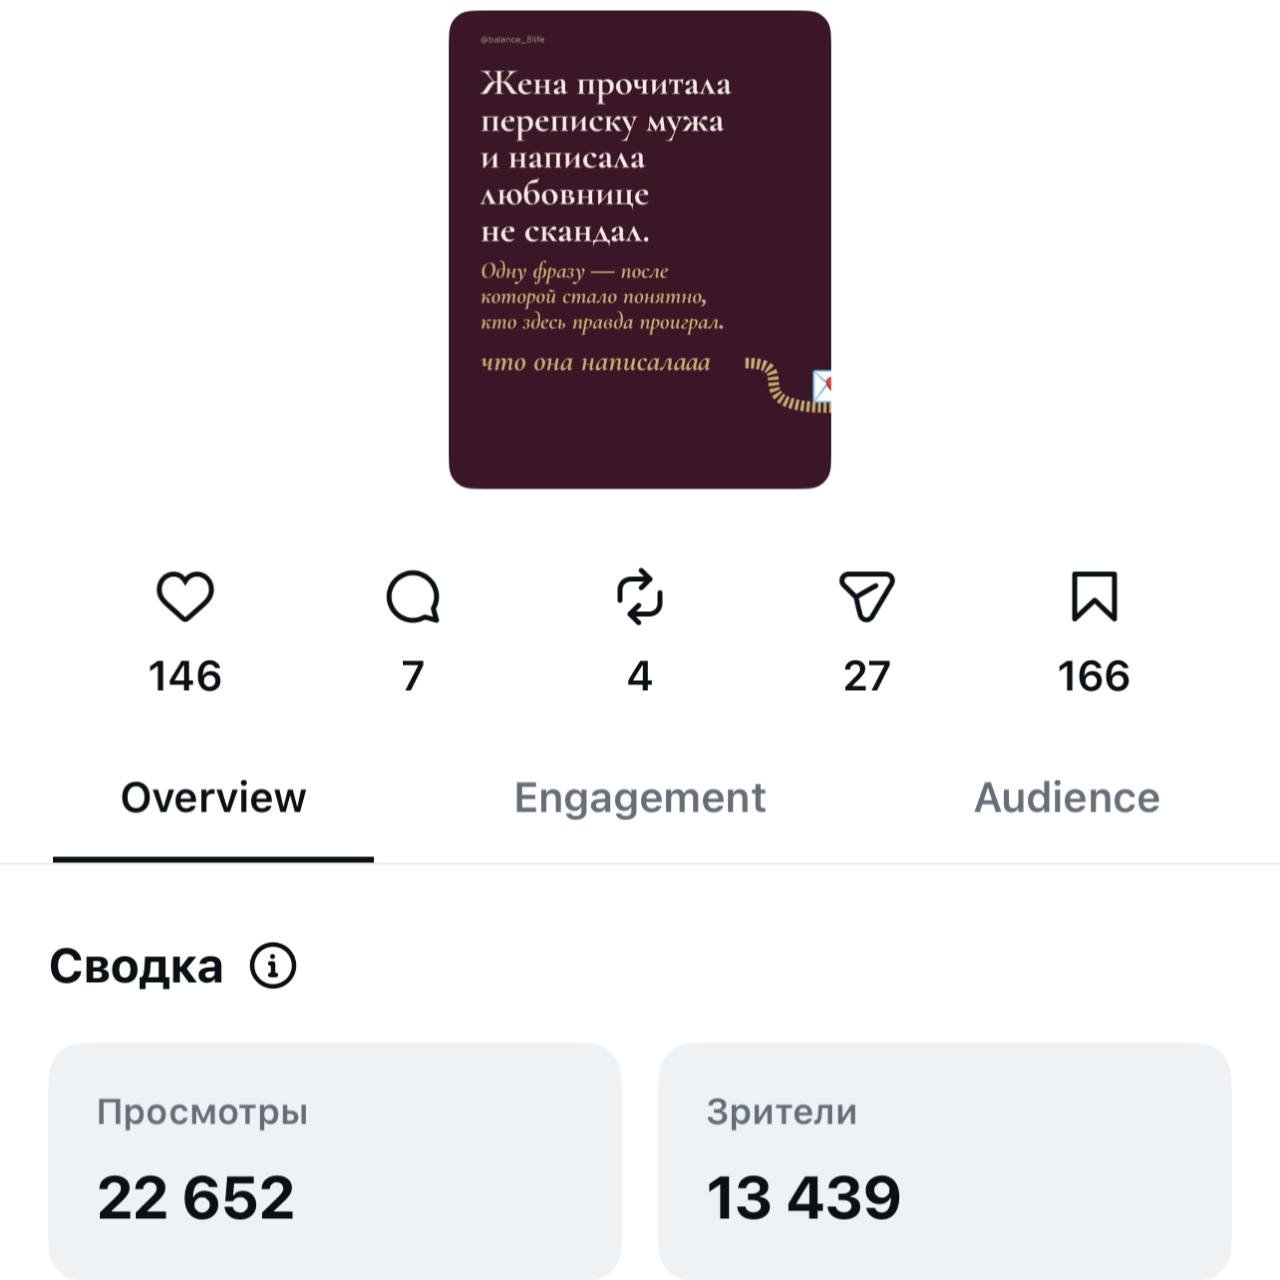 @balance_8life
Жена прочитала
переписку мужа
и написала
любовнице
не скандал.
Одну фразу — после
которой стало понятно,
кто здесь правда проиграл.
что она написалааа
146 7 4 27 166
Overview Engagement Audience
Сводка
Просмотры Зрители
22 652 13 439